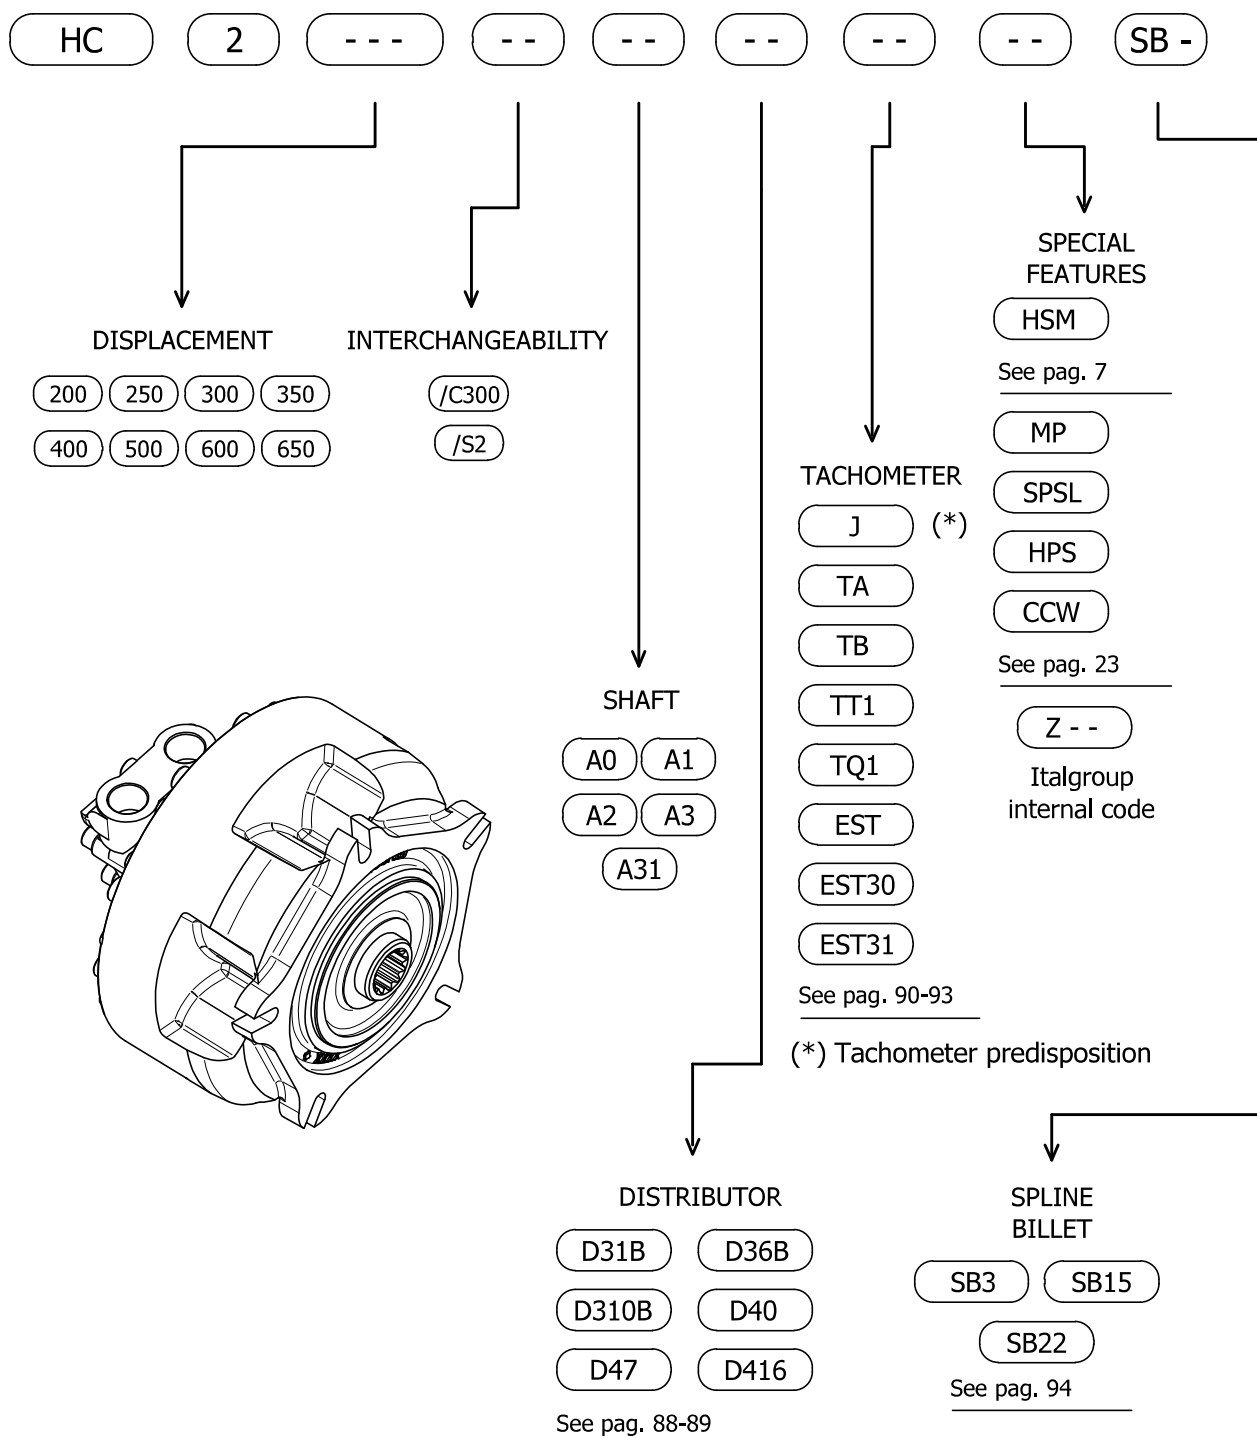 HC 2 - - - - - - - - - - - - - SB -
DISPLACEMENT
200 250 300 350
400 500 600 650
INTERCHANGEABILITY
/C300
/S2
SHAFT
A0 A1
A2 A3
A31
DISTRIBUTOR
D31B D36B
D310B D40
D47 D416
See pag. 88-89
TACHOMETER
J (*)
TA
TB
TT1
TQ1
EST
EST30
EST31
See pag. 90-93
(*) Tachometer predisposition
SPECIAL
FEATURES
HSM
See pag. 7
MP
SPSL
HPS
CCW
See pag. 23
Z - -
Italgroup
internal code
SPLINE
BILLET
SB3 SB15
SB22
See pag. 94